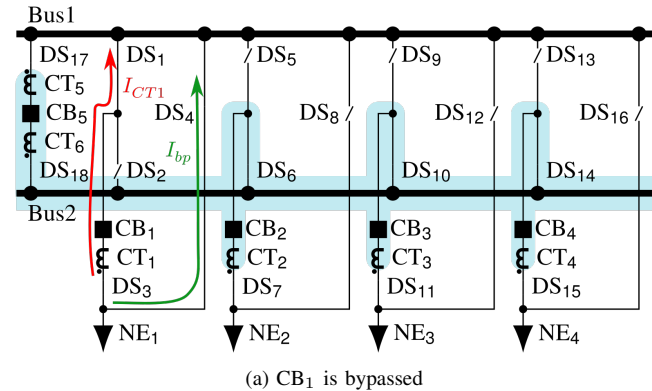 Bus1
DS17 DS1 DS5 DS9 DS13
CT5 ICT1
CB5 DS4 DS8 DS12 DS16
CT6 Ibp
DS18 DS2 DS6 DS10 DS14
Bus2
CB1 CB2 CB3 CB4
CT1 CT2 CT3 CT4
DS3 DS7 DS11 DS15
NE1 NE2 NE3 NE4
(a) CB1 is bypassed